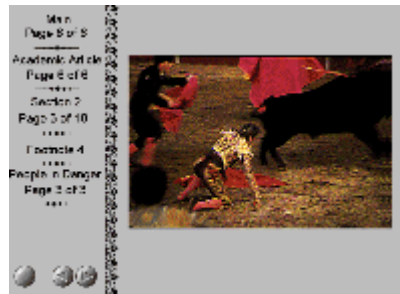 Main
Page 8 of 8
Academic Article
Page 6 of 6
Section 2
Page 3 of 10
Footnote 4
People in Danger
Page 3 of 3